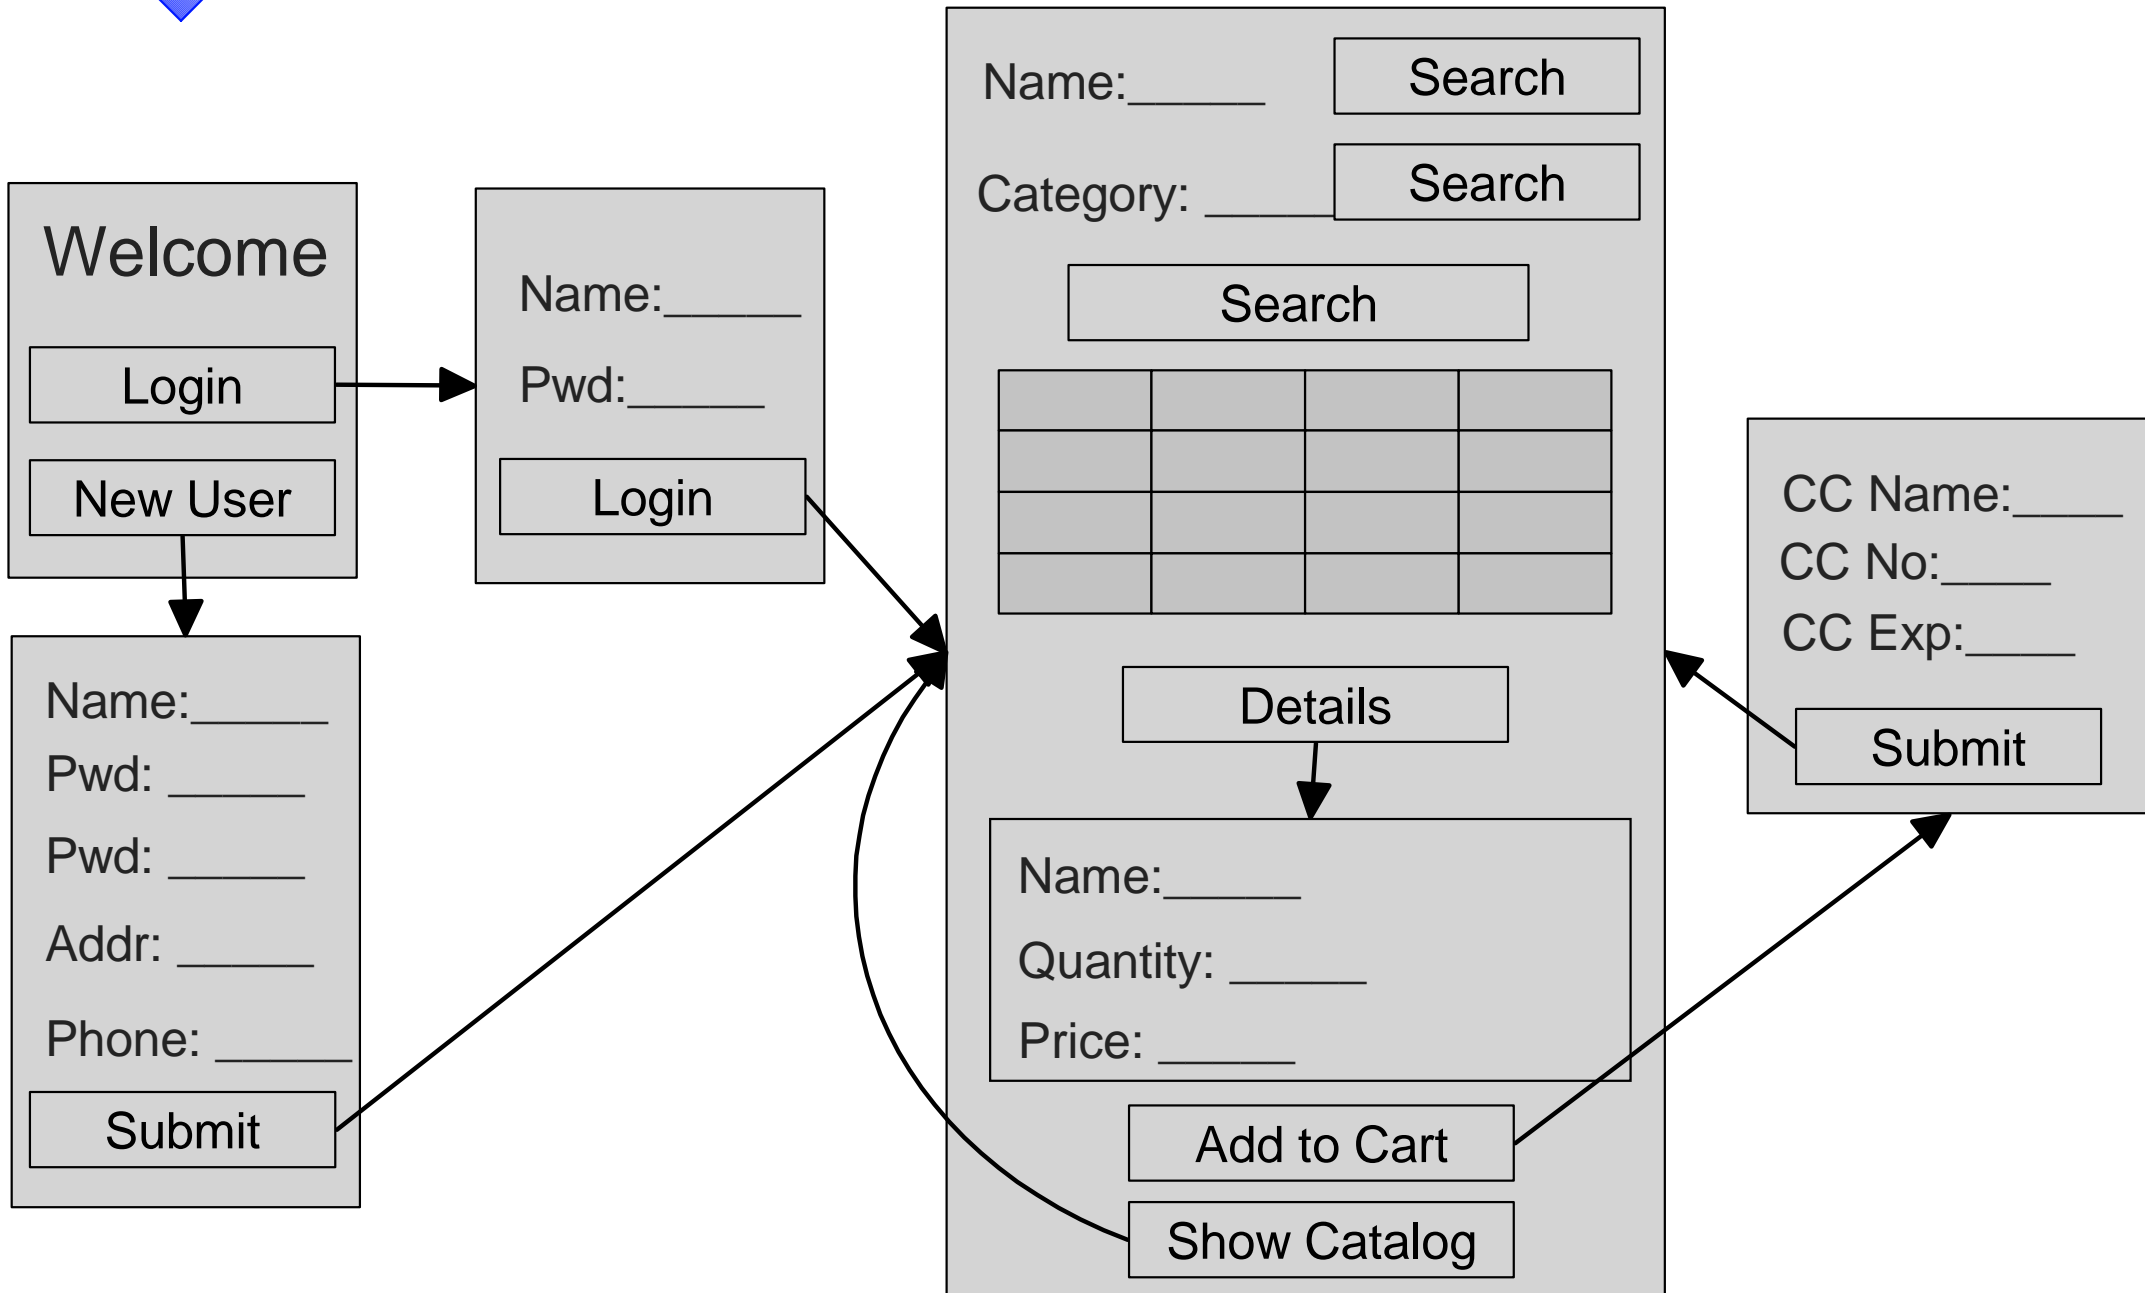 Welcome
Login
New User
Name:_____
Pwd:_____
Login
Name:_____
Pwd: _____
Pwd: _____
Addr: _____
Phone: _____
Submit
Name:_____ Search
Category: _____ Search
Search
Details
Name:_____
Quantity: _____
Price: _____
Add to Cart
Show Catalog
CC Name:____
CC No:____
CC Exp:____
Submit